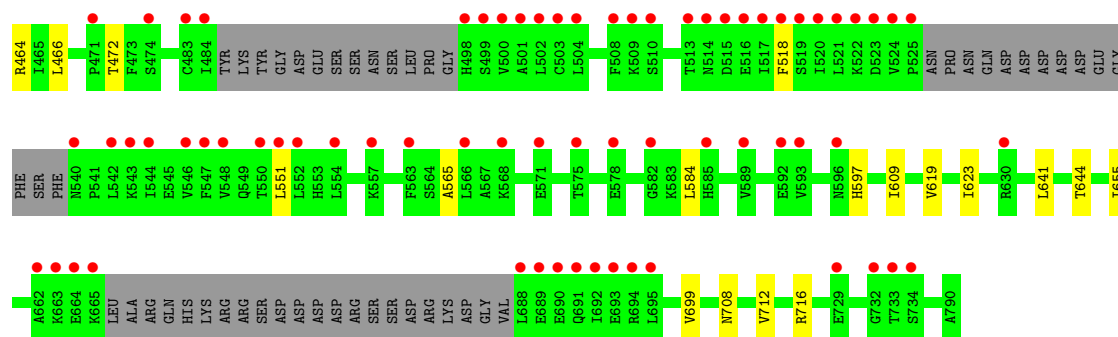 R464 I465 L466 P471 T472 F473 S474 C483 I484 TYR LYS TYR GLY ASP GLU SER SER ASN SER LEU PRO GLY H498 S499 V500 A501 L502 C503 L504 F508 K509 S510 T513 N514 D515 E516 I517 F518 S519 I520 L521 K522 D523 V524 P525 ASN PRO ASN GLN ASP ASP ASP ASP ASP GLU GLY
PHE SER PHE N540 P541 L542 K543 I544 E545 V546 F547 V548 Q549 T550 L551 L552 H553 L554 K557 F563 S564 A565 L566 A567 K568 E571 T575 E578 G582 K583 L584 H585 V589 E592 V593 N596 H597 I609 V619 I623 R630 L641 T644 I655
A662 K663 E664 K665 LEU ALA ARG GLN HIS LYS ARG ARG SER ASP ASP ASP ASP ARG SER SER ASP ARG LYS ASP GLY VAL L688 E689 E690 Q691 I692 E693 R694 L695 V699 N708 V712 R716 E729 G732 T733 S734 A790